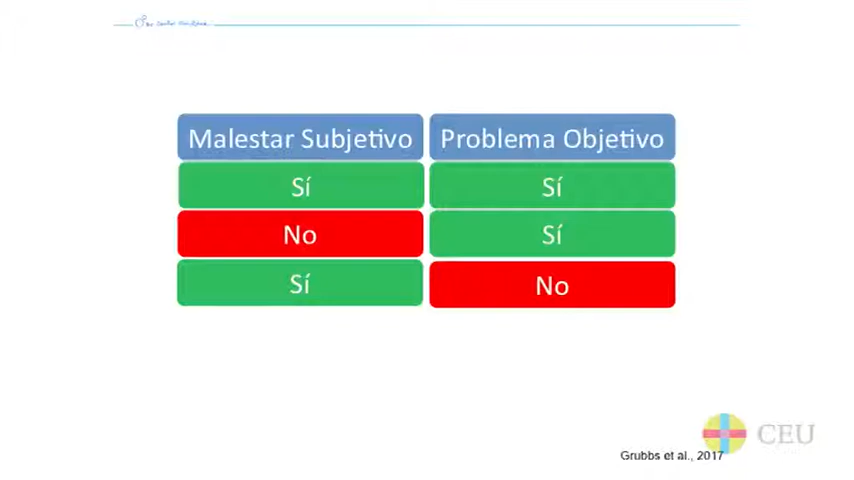 Malestar Subjetivo Problema Objetivo
Sí Sí
No Sí
Sí No
CEU
Grubbs et al., 2017